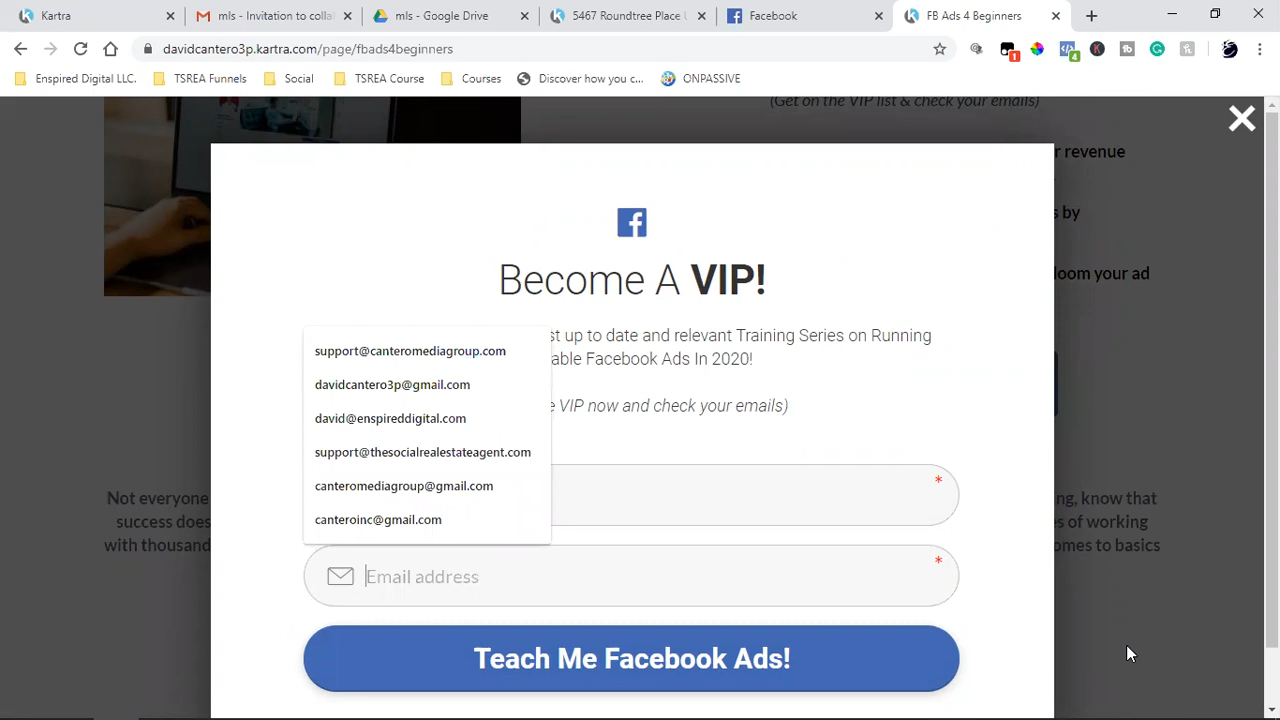 Kartra
mls - Invitation to colla
mls - Google Drive
5467 Roundtree Place
Facebook
FB Ads 4 Beginners
davidcantero3p.kartra.com/page/fbads4beginners
1
4
Enspired Digital LLC.
TSREA Funnels
Social
TSREA Course
Courses
Discover how you c...
ONPASSIVE
(Get on the VIP list & check your emails)
revenue
s by
loom your ad
Become A VIP!
st up to date and relevant Training Series on Running
able Facebook Ads In 2020!
e VIP now and check your emails)
support@canteromediagroup.com
davidcantero3p@gmail.com
david@enspireddigital.com
support@thesocialrealestateagent.com
canteromediagroup@gmail.com
canteroinc@gmail.com
*
Email address
*
Teach Me Facebook Ads!
Not everyone
success does
with thousand
ng, know that
es of working
omes to basics